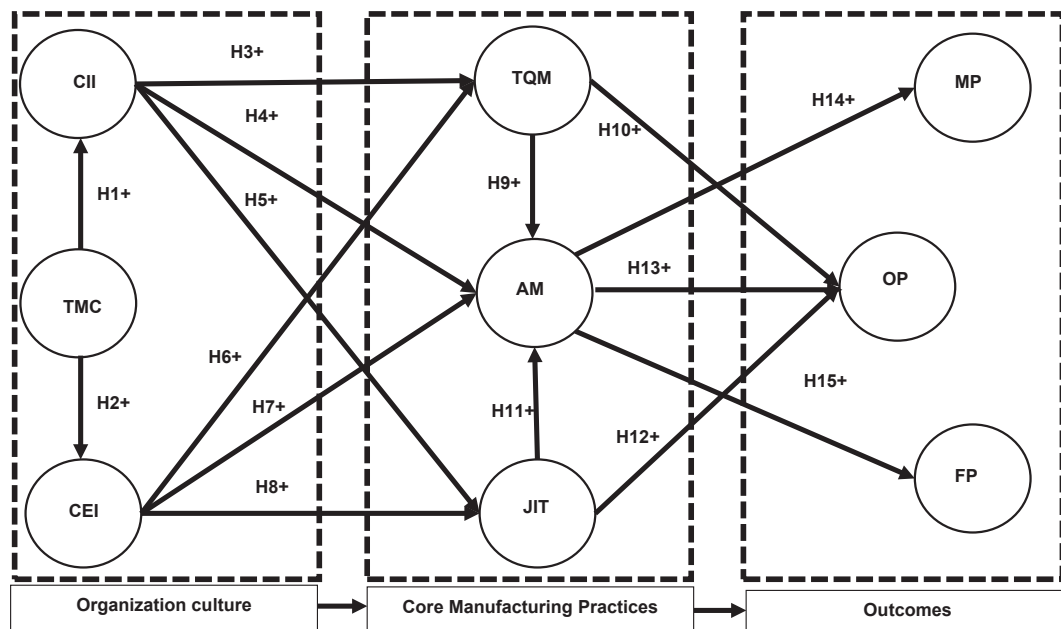 CII
H3+
TQM
MP
H4+
H14+
H10+
H1+
H5+
H9+
TMC
AM
H13+
OP
H6+
H2+
H7+
H11+
H15+
H12+
CEI
H8+
JIT
FP
Organization culture
Core Manufacturing Practices
Outcomes